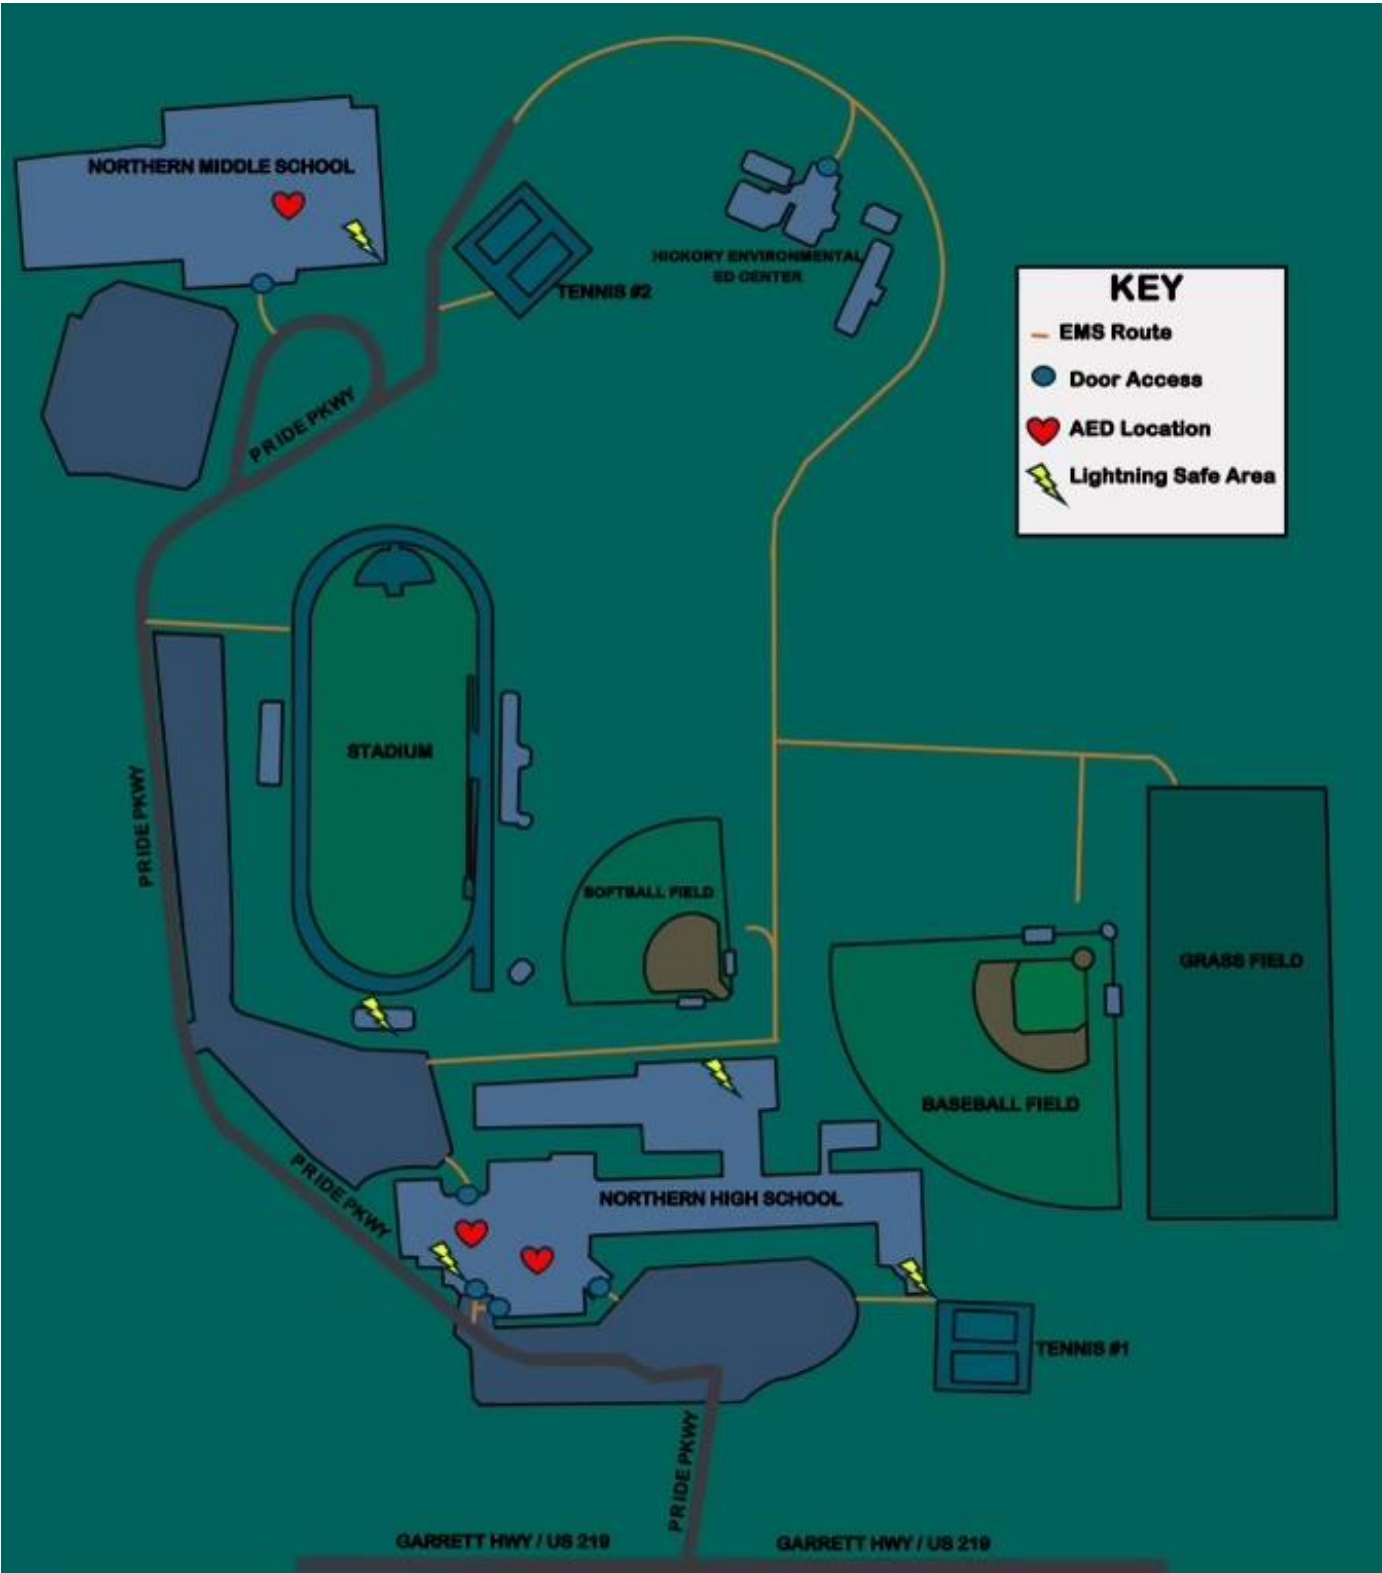 NORTHERN MIDDLE SCHOOL
HICKORY ENVIRONMENTAL
ED CENTER
TENNIS #2
KEY
EMS Route
Door Access
AED Location
Lightning Safe Area
PRIDE PKWY
STADIUM
PRIDE PKWY
SOFTBALL FIELD
GRASS FIELD
BASEBALL FIELD
PRIDE PKWY
NORTHERN HIGH SCHOOL
TENNIS #1
PRIDE PKWY
GARRETT HWY / US 219
GARRETT HWY / US 219